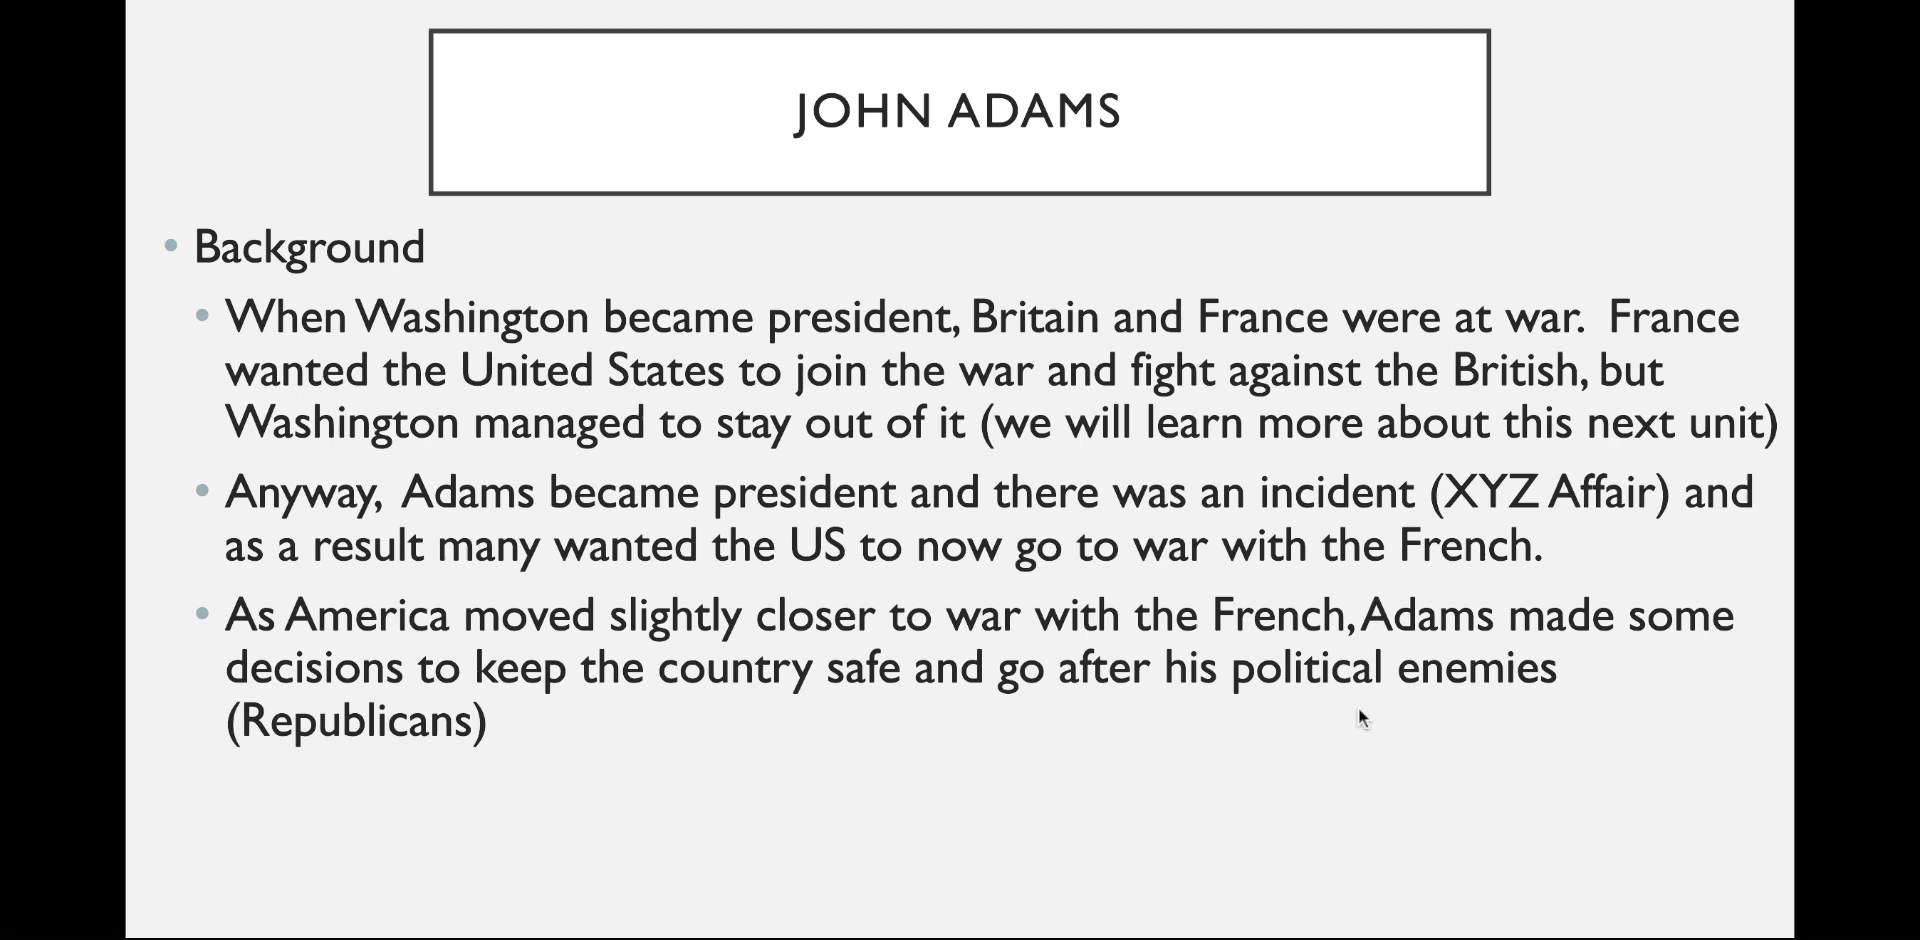 JOHN ADAMS
• Background
• When Washington became president, Britain and France were at war.  France
wanted the United States to join the war and fight against the British, but
Washington managed to stay out of it (we will learn more about this next unit)
• Anyway,  Adams became president and there was an incident (XYZ Affair) and
as a result many wanted the US to now go to war with the French.
• As America moved slightly closer to war with the French, Adams made some
decisions to keep the country safe and go after his political enemies
(Republicans)